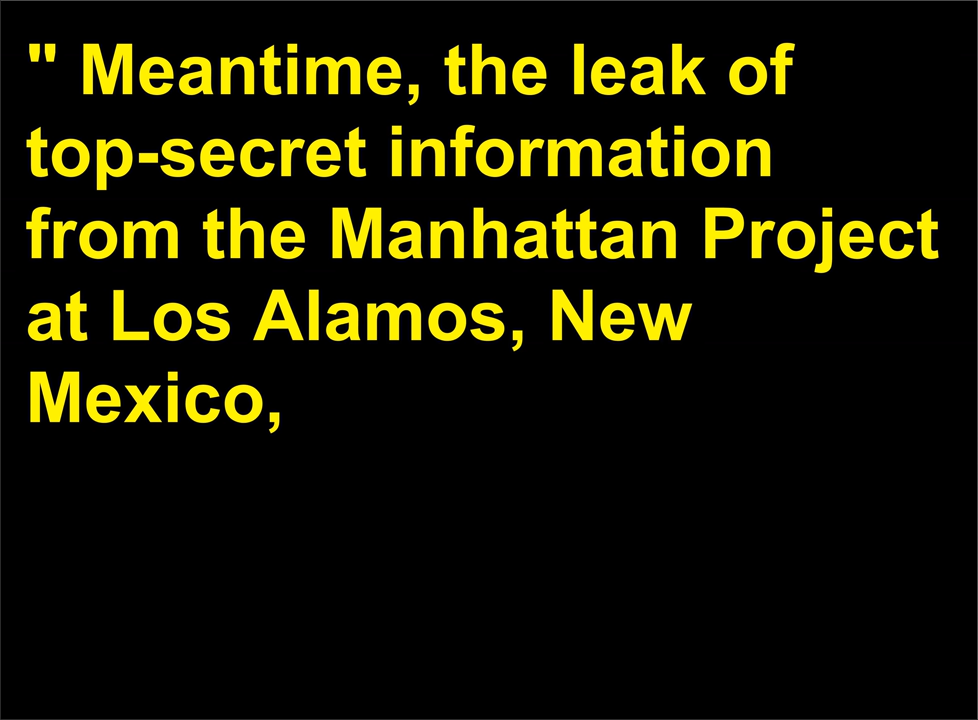 " Meantime, the leak of
top-secret information
from the Manhattan Project
at Los Alamos, New
Mexico,